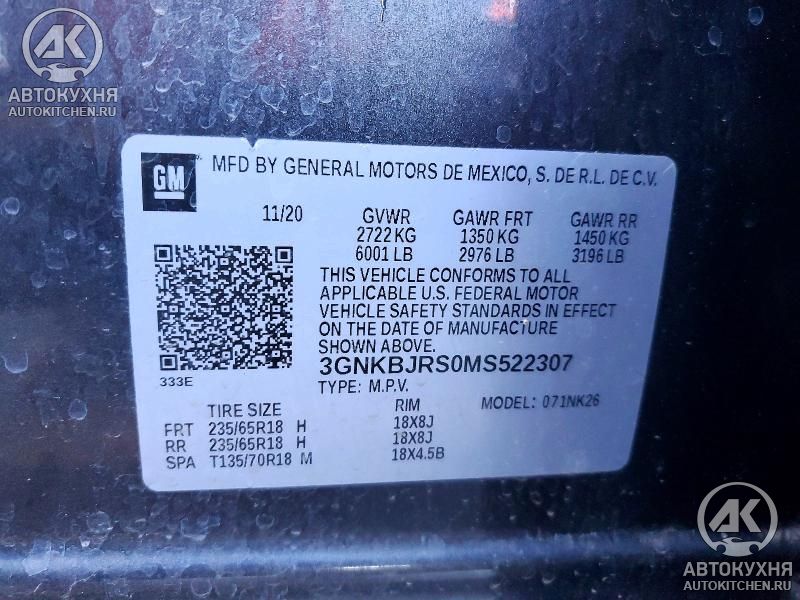 АК
АВТОКУХНЯ
AUTOKITCHEN.RU
GM
MFD BY GENERAL MOTORS DE MEXICO, S. DE R.L. DE C.V.
11/20 GVWR GAWR FRT GAWR RR
2722 KG 1350 KG 1450 KG
6001 LB 2976 LB 3196 LB
THIS VEHICLE CONFORMS TO ALL
APPLICABLE U.S. FEDERAL MOTOR
VEHICLE SAFETY STANDARDS IN EFFECT
ON THE DATE OF MANUFACTURE
SHOWN ABOVE.
333E
3GNKBJRS0MS522307
TYPE: M.P.V.
MODEL: 071NK26
TIRE SIZE RIM
FRT 235/65R18 H 18X8J
RR 235/65R18 H 18X8J
SPA T135/70R18 M 18X4.5B
АК
АВТОКУХНЯ
AUTOKITCHEN.RU